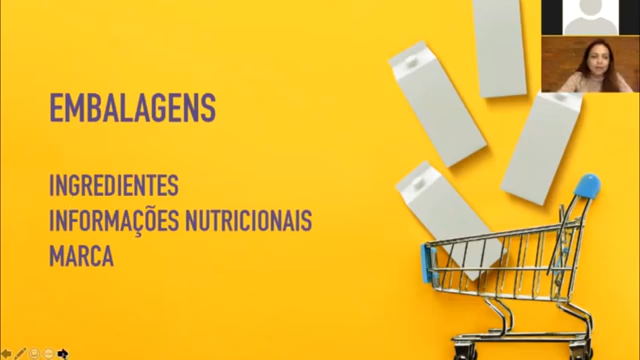 EMBALAGENS
INGREDIENTES
INFORMAÇÕES NUTRICIONAIS
MARCA